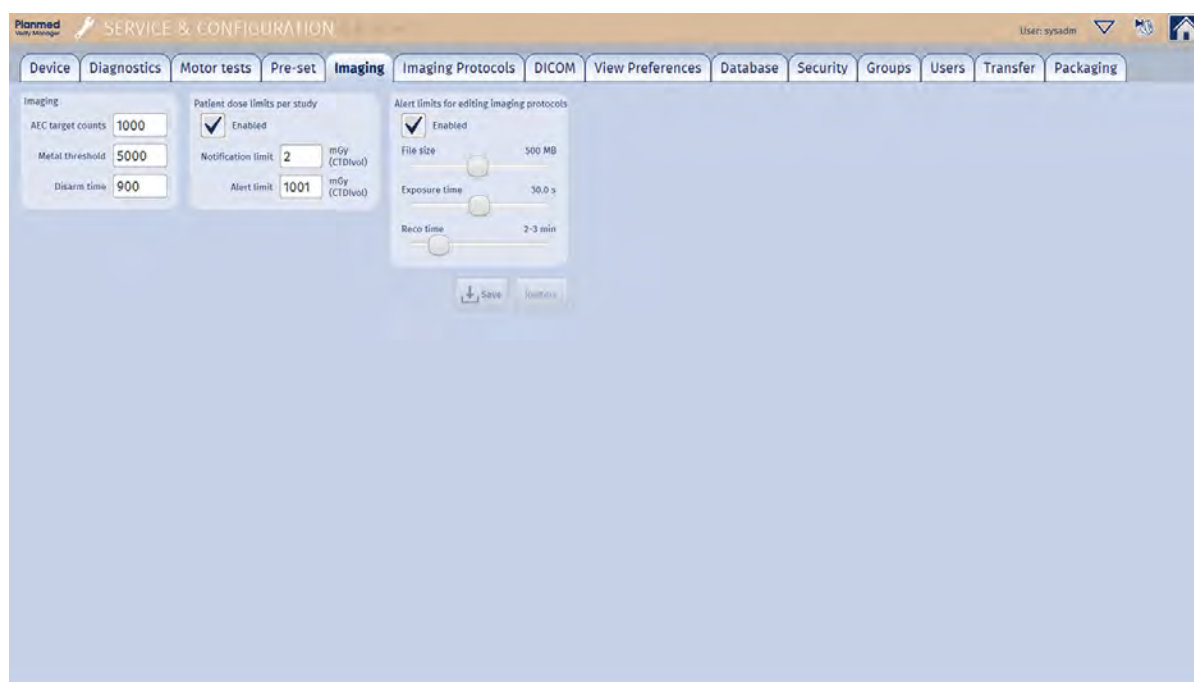 Planmed
Verity Manager
SERVICE & CONFIGURATION
User: sysadm
Device Diagnostics Motor tests Pre-set Imaging Imaging Protocols DICOM View Preferences Database Security Groups Users Transfer Packaging
Imaging
AEC target counts 1000
Metal threshold 5000
Disarm time 900
Patient dose limits per study
Enabled
Notification limit 2 mGy
(CTDIvol)
Alert limit 1001 mGy
(CTDIvol)
Alert limits for editing imaging protocols
Enabled
File size 500 MB
Exposure time 30.0 s
Reco time 2-3 min
Save